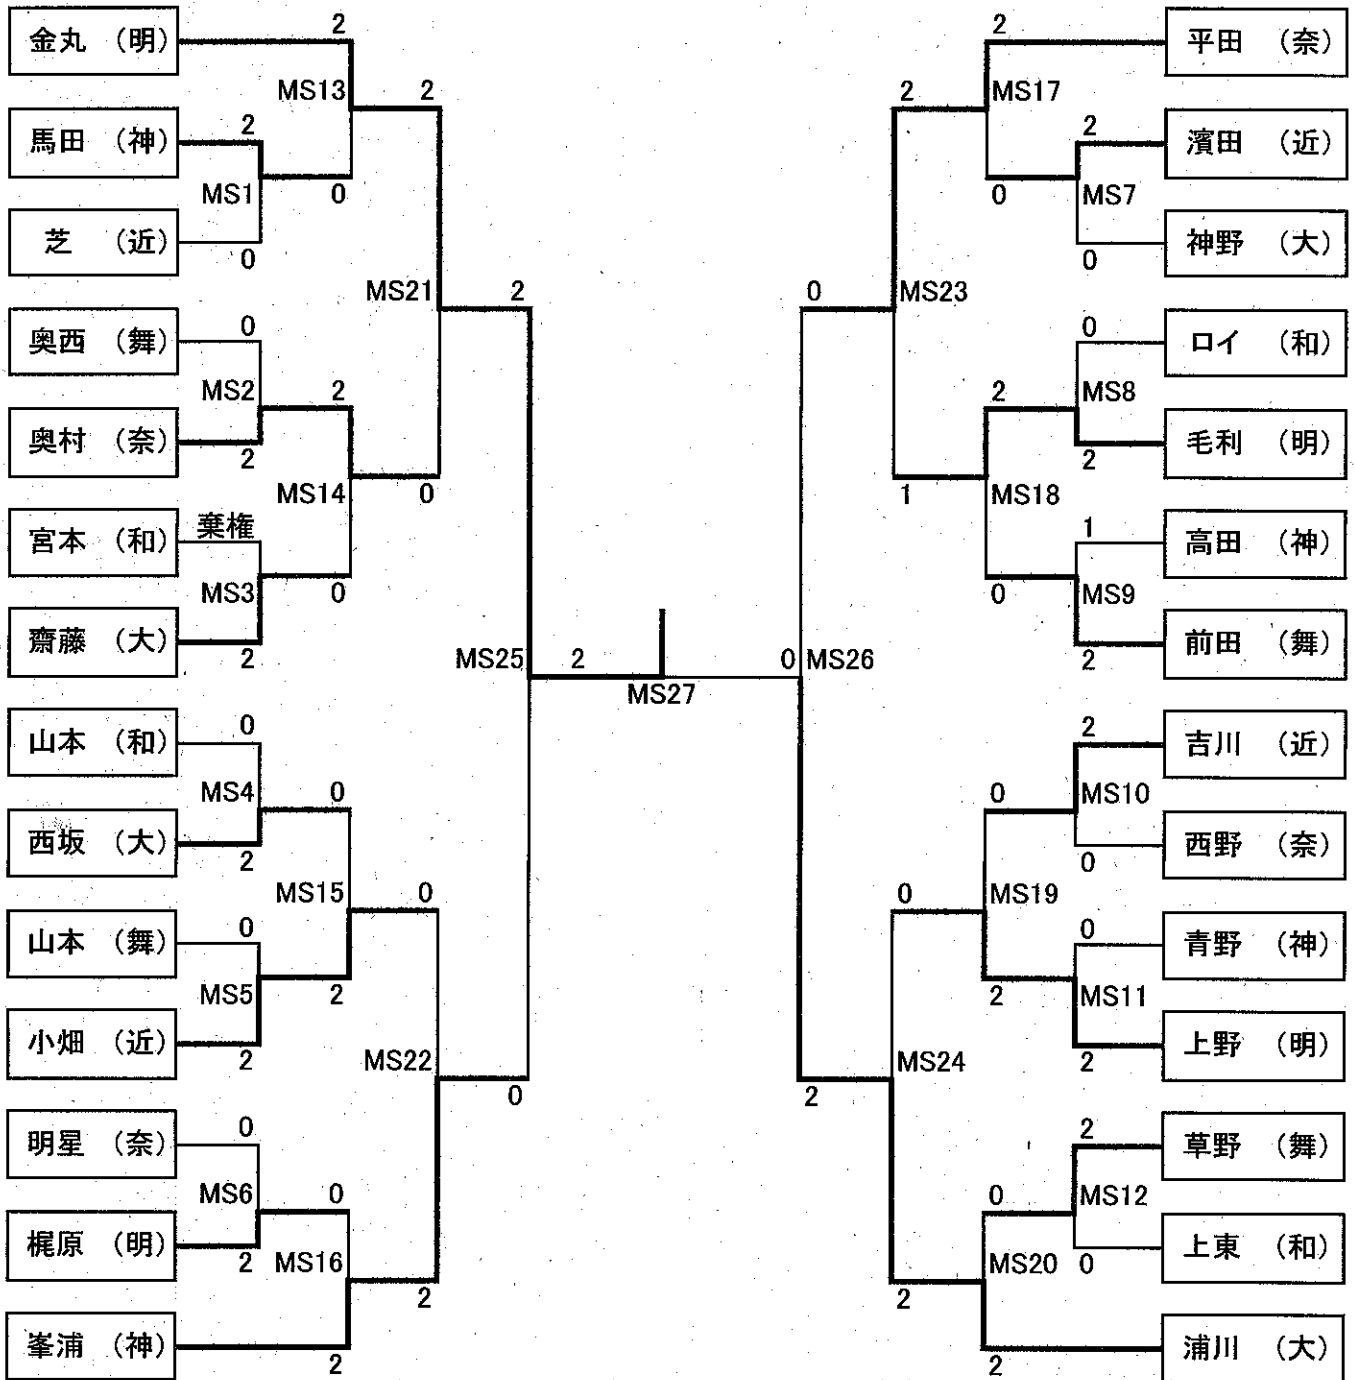 金丸 （明）
2
MS13
2
馬田 （神）
2
MS1
0
芝 （近）
0
MS21
2
奥西 （舞）
0
MS2
2
奥村 （奈）
2
MS14
0
宮本 （和）
棄権
MS3
0
齋藤 （大）
2
MS25
2
MS27
山本 （和）
0
MS4
0
西坂 （大）
2
MS15
0
山本 （舞）
0
MS5
2
小畑 （近）
2
MS22
0
明星 （奈）
0
MS6
0
梶原 （明）
2
MS16
2
峯浦 （神）
2
2
平田 （奈）
2
MS17
2
濱田 （近）
0
MS7
0
神野 （大）
0
MS23
0
ロイ （和）
2
MS8
2
毛利 （明）
1
MS18
1
高田 （神）
0
MS9
2
前田 （舞）
0
MS26
2
吉川 （近）
0
MS10
0
西野 （奈）
0
MS19
0
青野 （神）
2
MS11
2
上野 （明）
2
MS24
2
草野 （舞）
0
MS12
0
上東 （和）
2
MS20
2
浦川 （大）